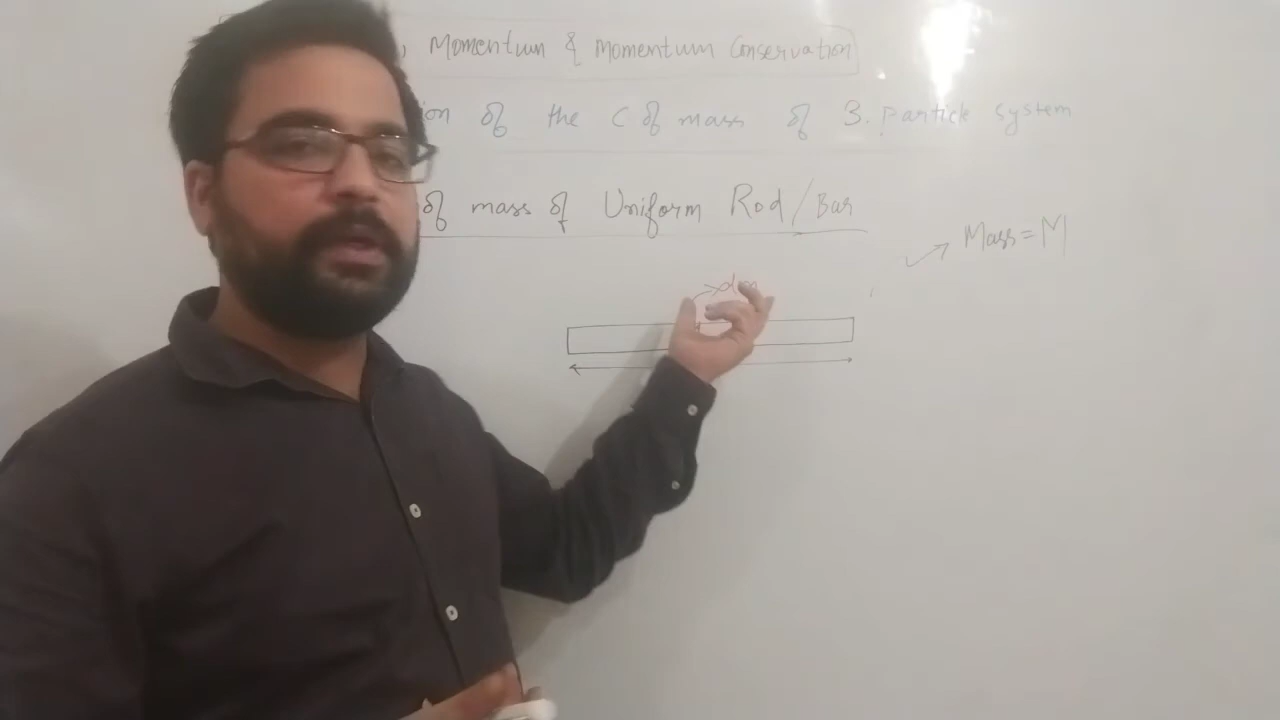 , Momentum & Momentum Conservation
ion of the C of mass of 3. particle system
of mass of Uniform Rod/Bar
Mass = M
dm